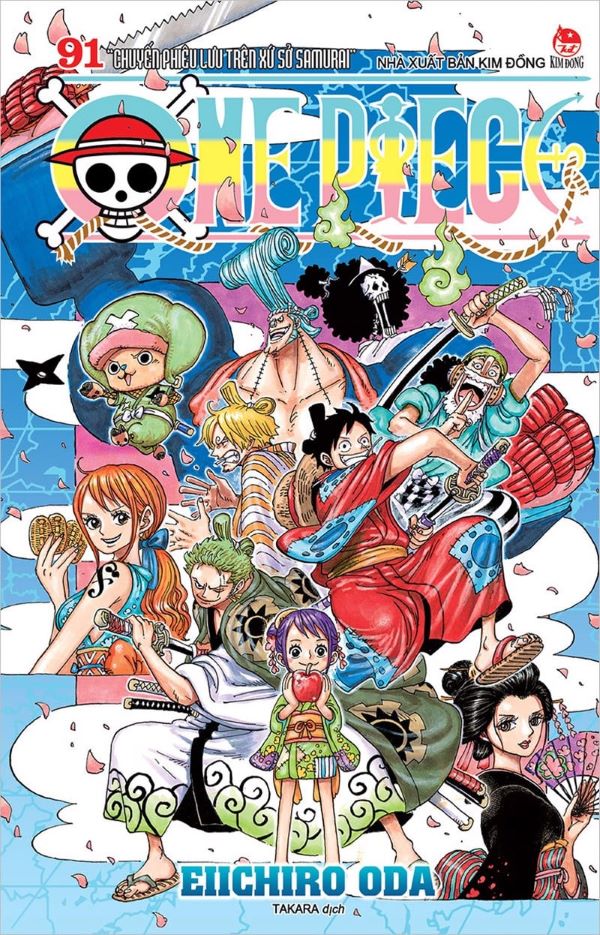 91 "CHUYẾN PHIÊU LƯU TRÊN XỨ SỞ SAMURAI"
NHÀ XUẤT BẢN KIM ĐỒNG
KIM ĐỒNG
ONE PIECE
EIICHIRO ODA
TAKARA dịch